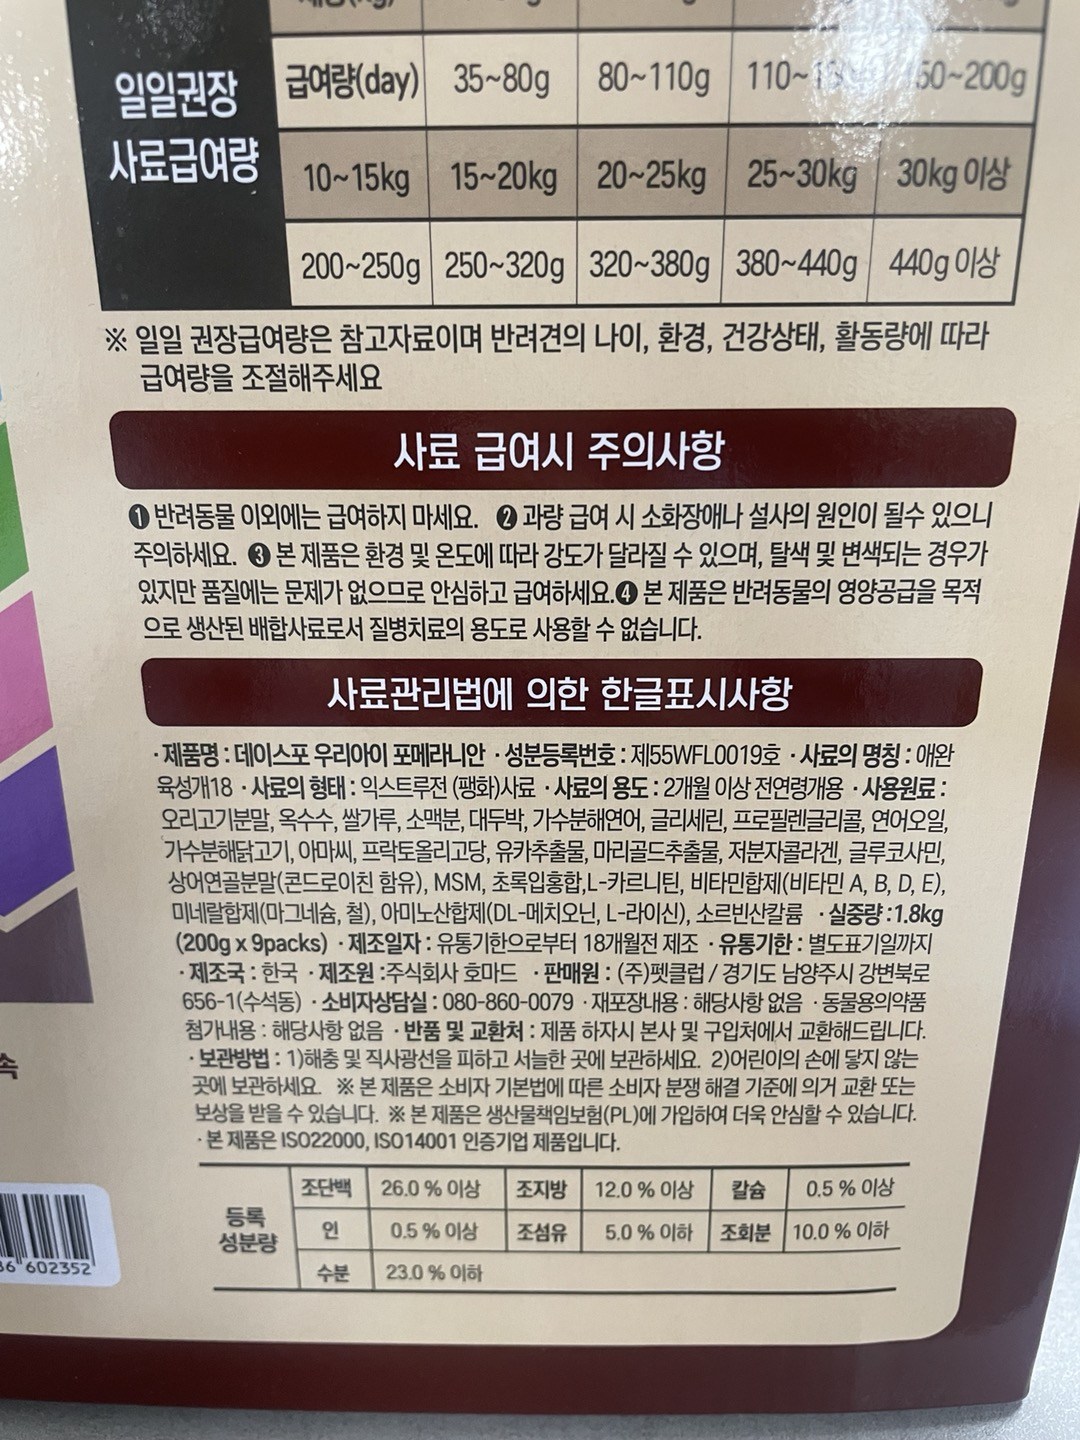 급여량(day) 35~80g 80~110g 110~ 50~200g
일일권장
사료급여량
10~15kg 15~20kg 20~25kg 25~30kg 30kg 이상
200~250g 250~320g 320~380g 380~440g 440g 이상
※ 일일 권장급여량은 참고자료이며 반려견의 나이, 환경, 건강상태, 활동량에 따라
급여량을 조절해주세요
사료 급여시 주의사항
❶ 반려동물 이외에는 급여하지 마세요. ❷ 과량 급여 시 소화장애나 설사의 원인이 될수 있으니
주의하세요. ❸ 본 제품은 환경 및 온도에 따라 강도가 달라질 수 있으며, 탈색 및 변색되는 경우가
있지만 품질에는 문제가 없으므로 안심하고 급여하세요.❹ 본 제품은 반려동물의 영양공급을 목적
으로 생산된 배합사료로서 질병치료의 용도로 사용할 수 없습니다.
사료관리법에 의한 한글표시사항
· 제품명 : 데이스포 우리아이 포메라니안 · 성분등록번호 : 제55WFL0019호 · 사료의 명칭 : 애완
육성개18 · 사료의 형태 : 익스트루전 (팽화)사료 · 사료의 용도 : 2개월 이상 전연령개용 · 사용원료 :
오리고기분말, 옥수수, 쌀가루, 소맥분, 대두박, 가수분해연어, 글리세린, 프로필렌글리콜, 연어오일,
가수분해닭고기, 아마씨, 프락토올리고당, 유카추출물, 마리골드추출물, 저분자콜라겐, 글루코사민,
상어연골분말(콘드로이친 함유), MSM, 초록입홍합,L-카르니틴, 비타민합제(비타민 A, B, D, E),
미네랄합제(마그네슘, 철), 아미노산합제(DL-메치오닌, L-라이신), 소르빈산칼륨 · 실중량 :1.8kg
(200g x 9packs) · 제조일자 : 유통기한으로부터 18개월전 제조 · 유통기한 : 별도표기일까지
· 제조국 : 한국 · 제조원 :주식회사 호마드 · 판매원 : (주)펫클럽 / 경기도 남양주시 강변북로
656-1(수석동) · 소비자상담실 : 080-860-0079 · 재포장내용 : 해당사항 없음 · 동물용의약품
첨가내용 : 해당사항 없음 · 반품 및 교환처 : 제품 하자시 본사 및 구입처에서 교환해드립니다.
· 보관방법 : 1)해충 및 직사광선을 피하고 서늘한 곳에 보관하세요. 2)어린이의 손에 닿지 않는
곳에 보관하세요. ※ 본 제품은 소비자 기본법에 따른 소비자 분쟁 해결 기준에 의거 교환 또는
보상을 받을 수 있습니다. ※ 본 제품은 생산물책임보험(PL)에 가입하여 더욱 안심할 수 있습니다.
· 본 제품은 ISO22000, ISO14001 인증기업 제품입니다.
속
등록
성분량
조단백 26.0 % 이상 조지방 12.0 % 이상 칼슘 0.5 % 이상
인 0.5 % 이상 조섬유 5.0 % 이하 조회분 10.0 % 이하
수분 23.0 % 이하
602352